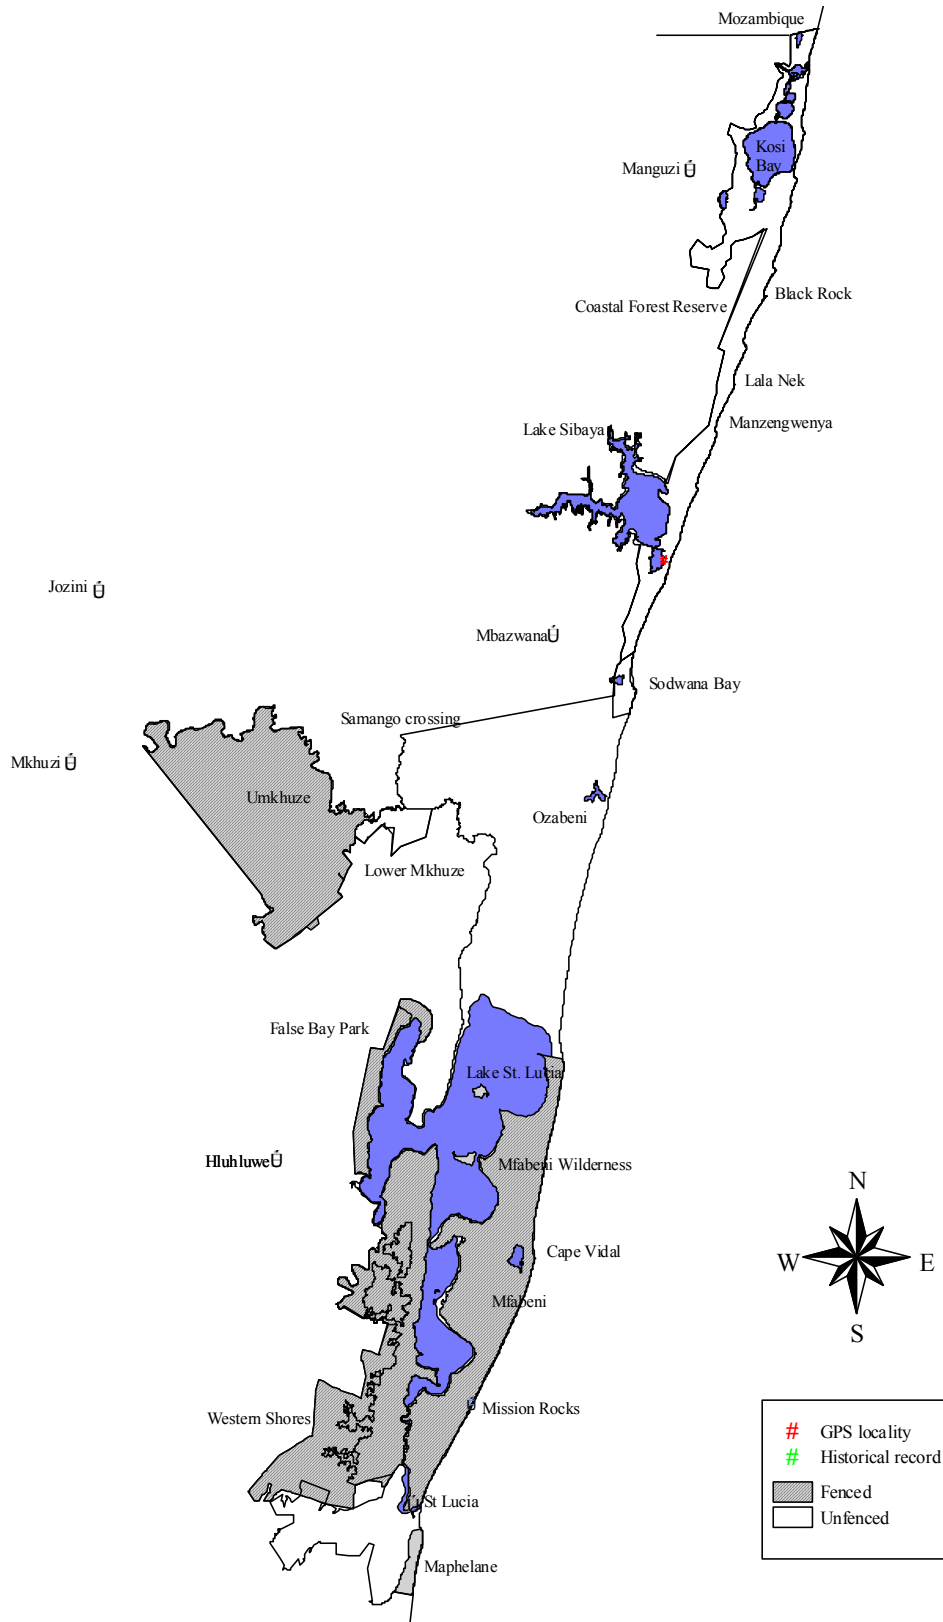 Mozambique
Kosi
Bay
Manguzi
Black Rock
Coastal Forest Reserve
Lala Nek
Manzengwenya
Lake Sibaya
Jozini
Mbazwana
Sodwana Bay
Samango crossing
Mkhuzi
Umkhuze
Ozabeni
Lower Mkhuze
False Bay Park
Lake St. Lucia
Hluhluwe
Mfabeni Wilderness
N
Cape Vidal
W
E
Mfabeni
S
Mission Rocks
Western Shores
# GPS locality
# Historical record
Fenced
St Lucia
Unfenced
Maphelane